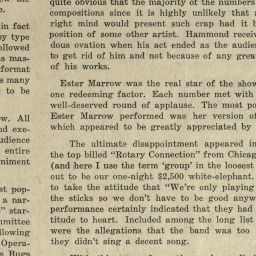 e.
in fact
y type
ollowed
s mas-
format
s many
to the
w. All
nd exe-
audience
entire
niment
st pop-
a nar-
" star-
mmittee
llowing
Opera-
s Bugs
quite obvious that the majority of the numbers
compositions since it is highly unlikely that
right mind would present such crap had it b
position of some other artist. Hammond receiv
dous ovation when his act ended as the audien
to get rid of him and not because of any grea
of his works.
Ester Marrow was the real star of the show
one redeeming factor. Each number met with
well-deserved round of applause. The most po
Ester Marrow performed was her version of
which appeared to be greatly appreciated by
The ultimate disappointment appeared in
the top billed "Rotary Connection" from Chicag
(and here I use the term 'group' in the loosest
out to be our one-night $2,500 white-elephant.
to take the attitude that "We're only playing
the sticks so we don't have to be good anyw
performance certainly indicated that they had
titude to heart. Included among the long list
were the allegations that the band was too
they didn't sing a decent song.